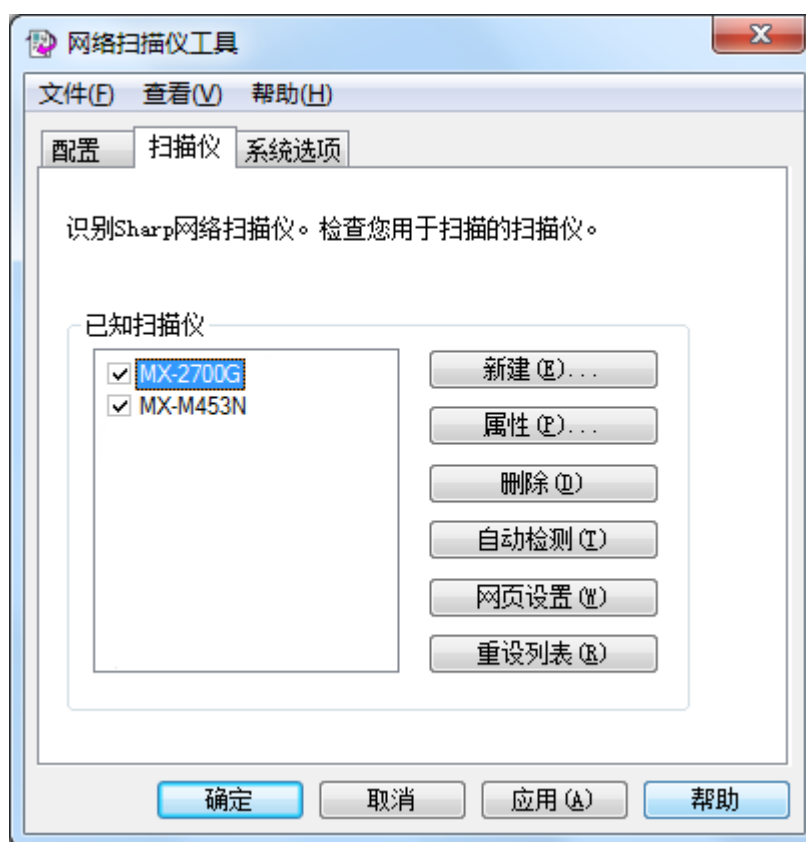 网络扫描仪工具
文件(F) 查看(V) 帮助(H)
配置 扫描仪 系统选项
识别Sharp网络扫描仪。检查您用于扫描的扫描仪。
已知扫描仪
MX-2700G
MX-M453N
新建(E)...
属性(P)...
删除(D)
自动检测(T)
网页设置(W)
重设列表(R)
确定 取消 应用(A) 帮助